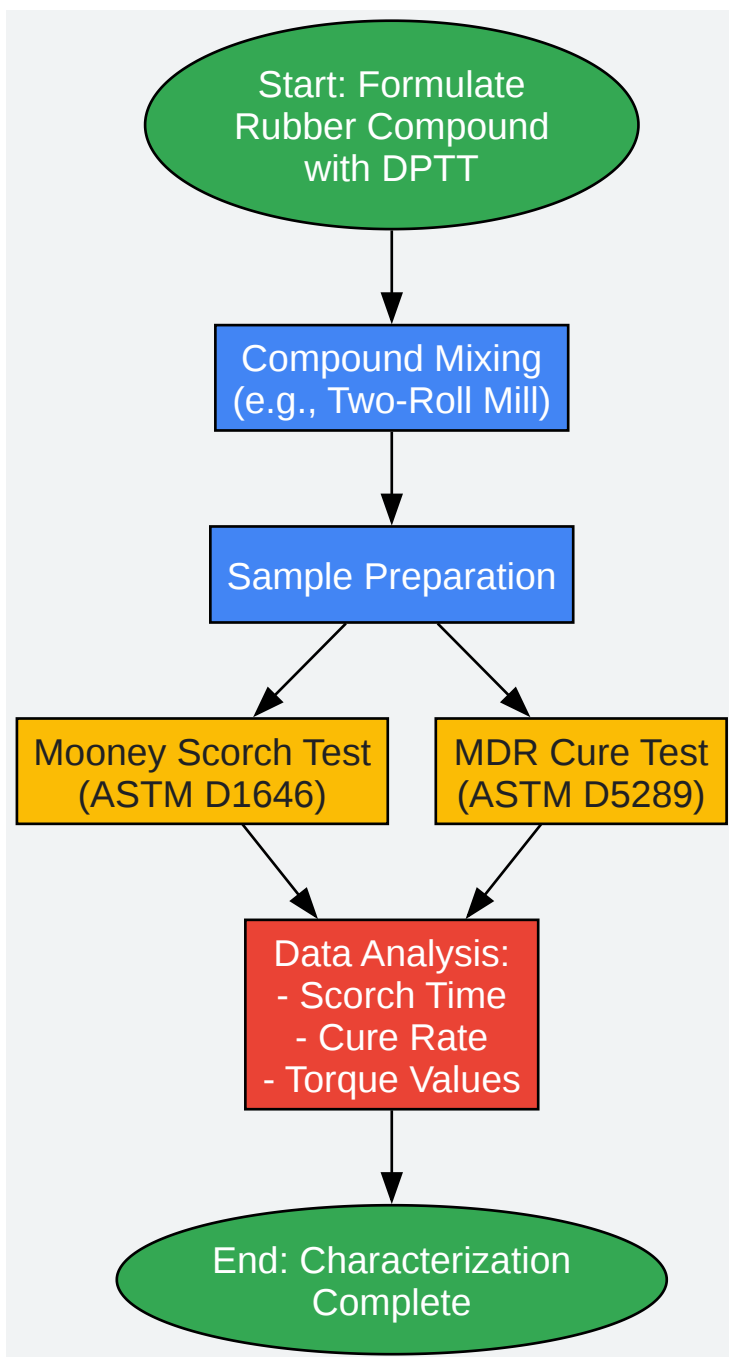 Start: Formulate
Rubber Compound
with DPTT
Compound Mixing
(e.g., Two-Roll Mill)
Sample Preparation
Mooney Scorch Test
(ASTM D1646)
MDR Cure Test
(ASTM D5289)
Data Analysis:
- Scorch Time
- Cure Rate
- Torque Values
End: Characterization
Complete